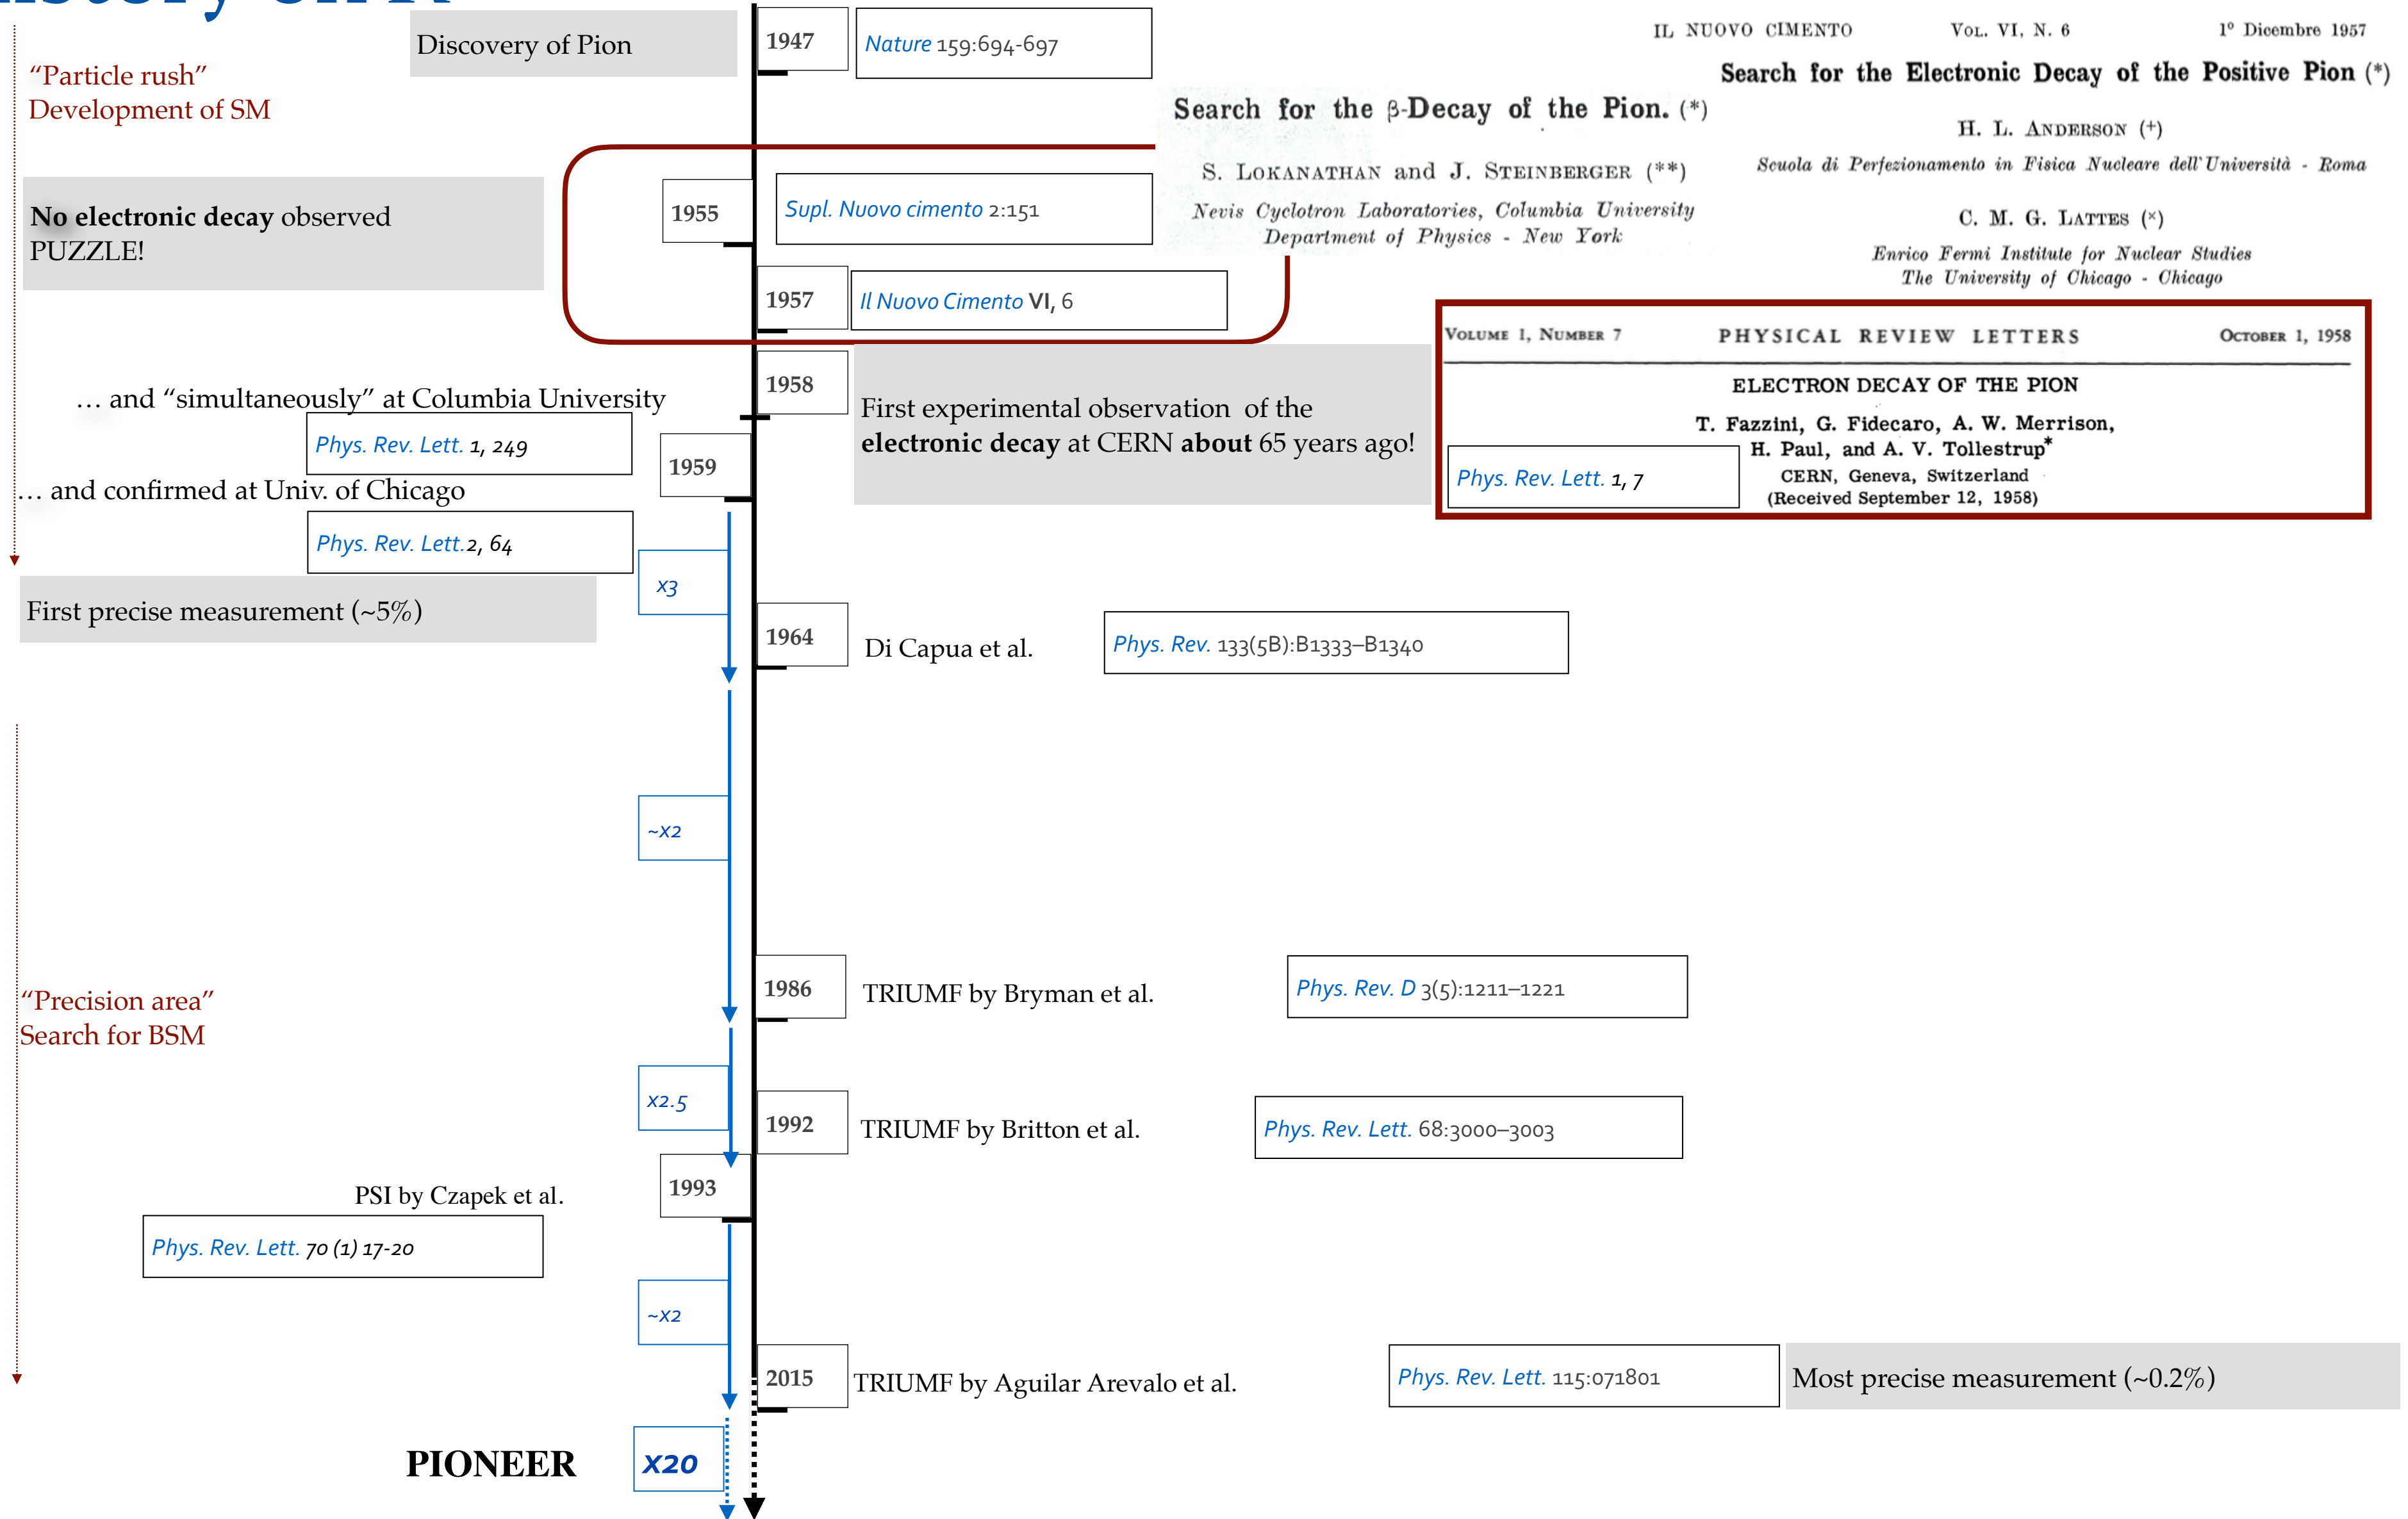 Discovery of Pion
1947
Nature 159:694-697
“Particle rush”
Development of SM
IL NUOVO CIMENTO VOL. VI, N. 6 1º Dicembre 1957
Search for the Electronic Decay of the Positive Pion (*)
H. L. ANDERSON (+)
Scuola di Perfezionamento in Fisica Nucleare dell'Università - Roma
C. M. G. LATTES (×)
Enrico Fermi Institute for Nuclear Studies
The University of Chicago - Chicago
Search for the β-Decay of the Pion. (*)
S. LOKANATHAN and J. STEINBERGER (**)
Nevis Cyclotron Laboratories, Columbia University
Department of Physics - New York
No electronic decay observed
PUZZLE!
1955
Supl. Nuovo cimento 2:151
1957
Il Nuovo Cimento VI, 6
1958
First experimental observation of the
electronic decay at CERN about 65 years ago!
VOLUME 1, NUMBER 7 PHYSICAL REVIEW LETTERS OCTOBER 1, 1958
ELECTRON DECAY OF THE PION
T. Fazzini, G. Fidecaro, A. W. Merrison,
H. Paul, and A. V. Tollestrup*
CERN, Geneva, Switzerland
(Received September 12, 1958)
Phys. Rev. Lett. 1, 7
… and “simultaneously” at Columbia University
Phys. Rev. Lett. 1, 249
1959
… and confirmed at Univ. of Chicago
Phys. Rev. Lett.2, 64
x3
First precise measurement (~5%)
1964
Di Capua et al.
Phys. Rev. 133(5B):B1333–B1340
~x2
“Precision area”
Search for BSM
1986
TRIUMF by Bryman et al.
Phys. Rev. D 3(5):1211–1221
x2.5
1992
TRIUMF by Britton et al.
Phys. Rev. Lett. 68:3000–3003
PSI by Czapek et al.
1993
Phys. Rev. Lett. 70 (1) 17-20
~x2
2015
TRIUMF by Aguilar Arevalo et al.
Phys. Rev. Lett. 115:071801
Most precise measurement (~0.2%)
PIONEER
x20